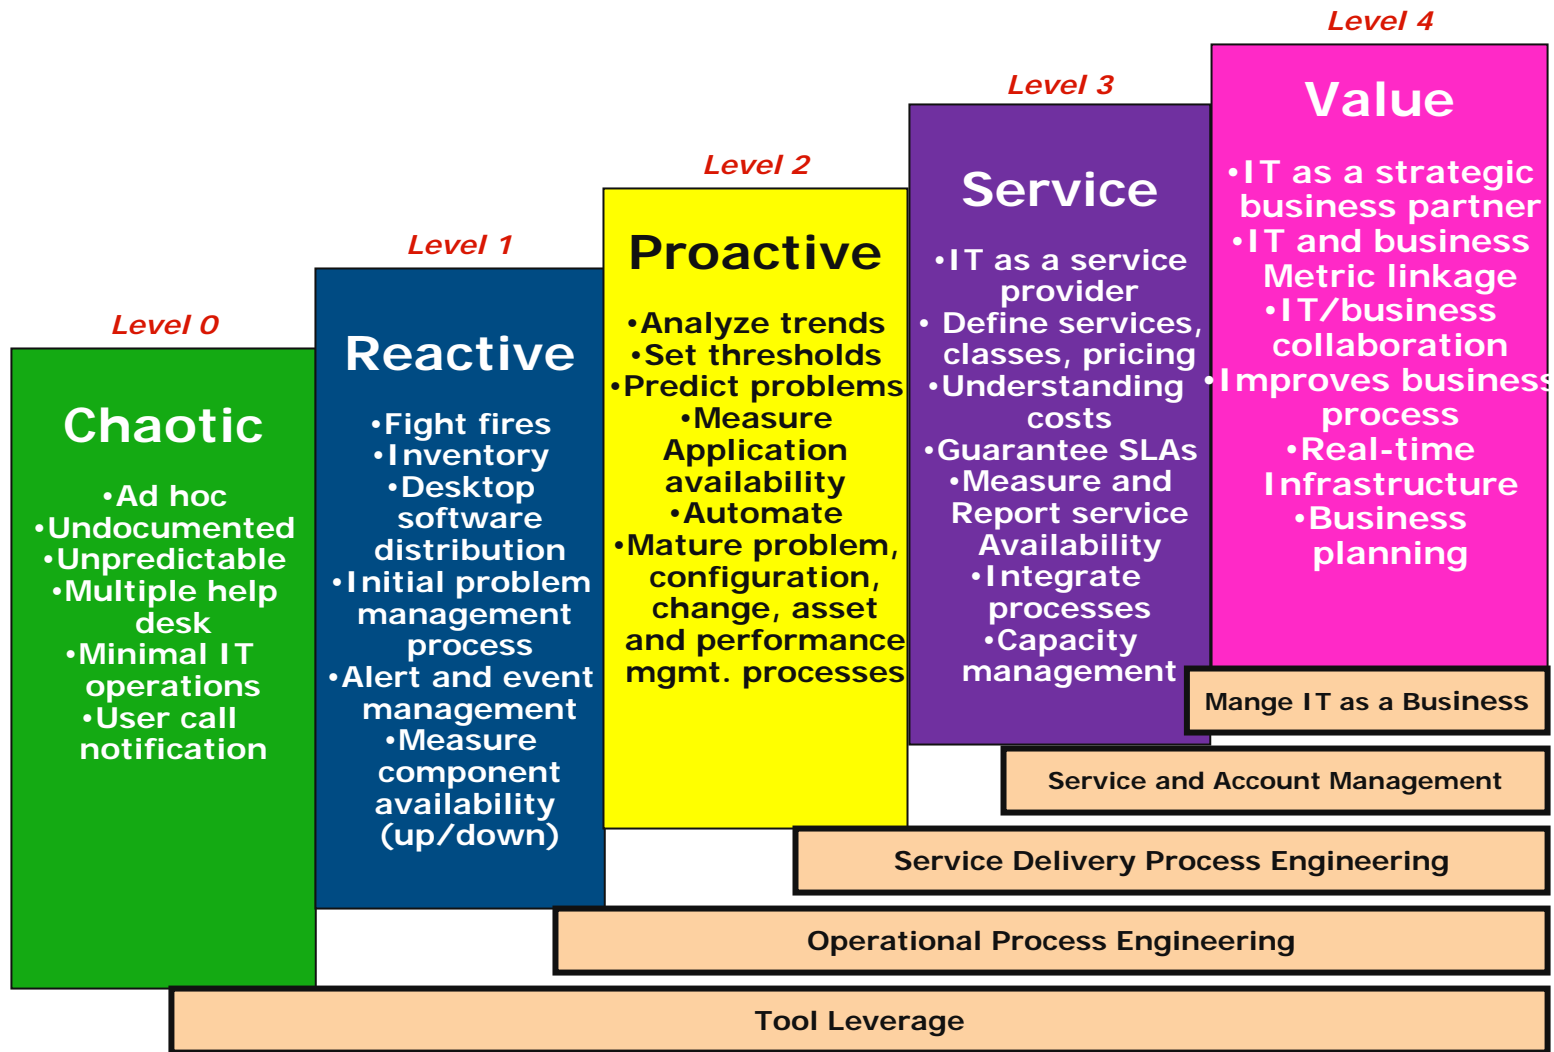 Level 0
Chaotic
•Ad hoc
•Undocumented
•Unpredictable
•Multiple help
desk
•Minimal IT
operations
•User call
notification
Level 1
Reactive
•Fight fires
•Inventory
•Desktop
software
distribution
•Initial problem
management
process
•Alert and event
management
•Measure
component
availability
(up/down)
Level 2
Proactive
•Analyze trends
•Set thresholds
•Predict problems
•Measure
Application
availability
•Automate
•Mature problem,
configuration,
change, asset
and performance
mgmt. processes
Level 3
Service
•IT as a service
provider
• Define services,
classes, pricing
•Understanding
costs
•Guarantee SLAs
•Measure and
Report service
Availability
•Integrate
processes
•Capacity
management
Level 4
Value
•IT as a strategic
business partner
•IT and business
Metric linkage
•IT/business
collaboration
•Improves business
process
•Real-time
Infrastructure
•Business
planning
Mange IT as a Business
Service and Account Management
Service Delivery Process Engineering
Operational Process Engineering
Tool Leverage